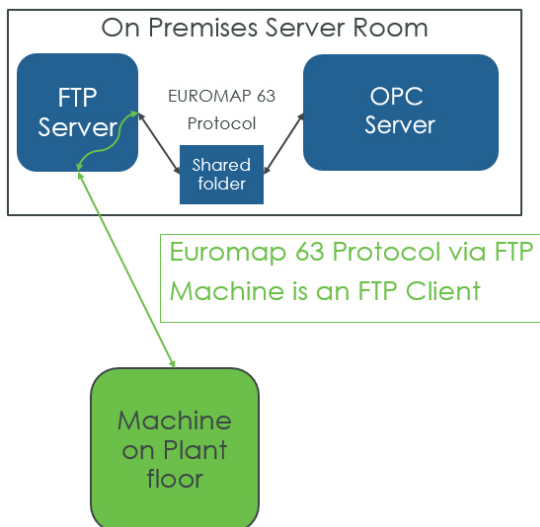 On Premises Server Room
FTP
Server
EUROMAP 63
Protocol
OPC
Server
Shared
folder
Euromap 63 Protocol via FTP
Machine is an FTP Client
Machine
on Plant
floor